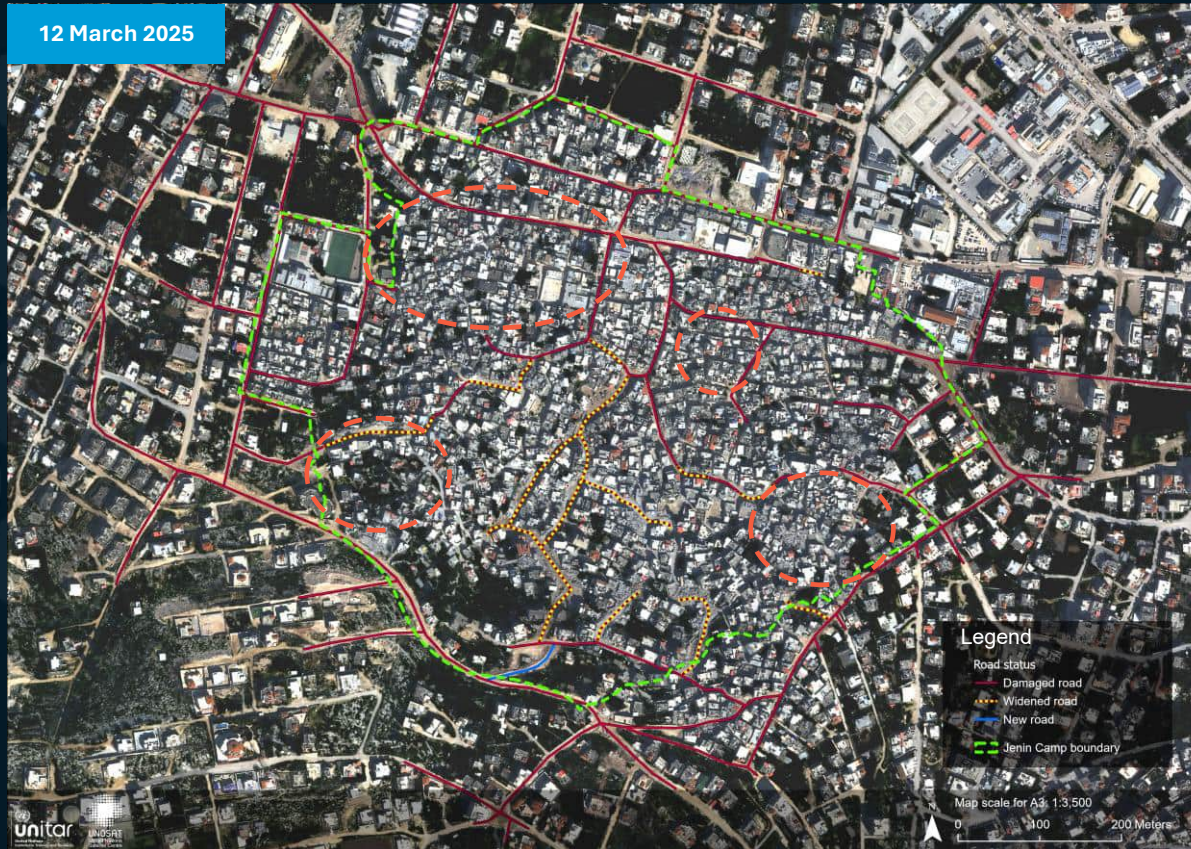 12 March 2025
Legend
Road status
Damaged road
Widened road
New road
Jenin Camp boundary
N
Map scale for A3: 1:3,500
0 100 200 Meters
unitar
UNOSAT